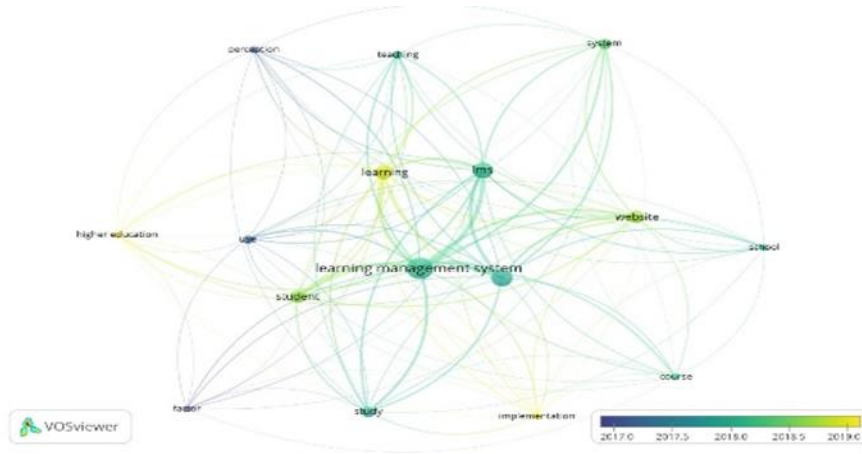 perception
teaching
system
learning
lms
website
higher education
use
school
learning management system
student
course
factor
study
implementation
VOSviewer
2017.0 2017.5 2018.0 2018.5 2019.0